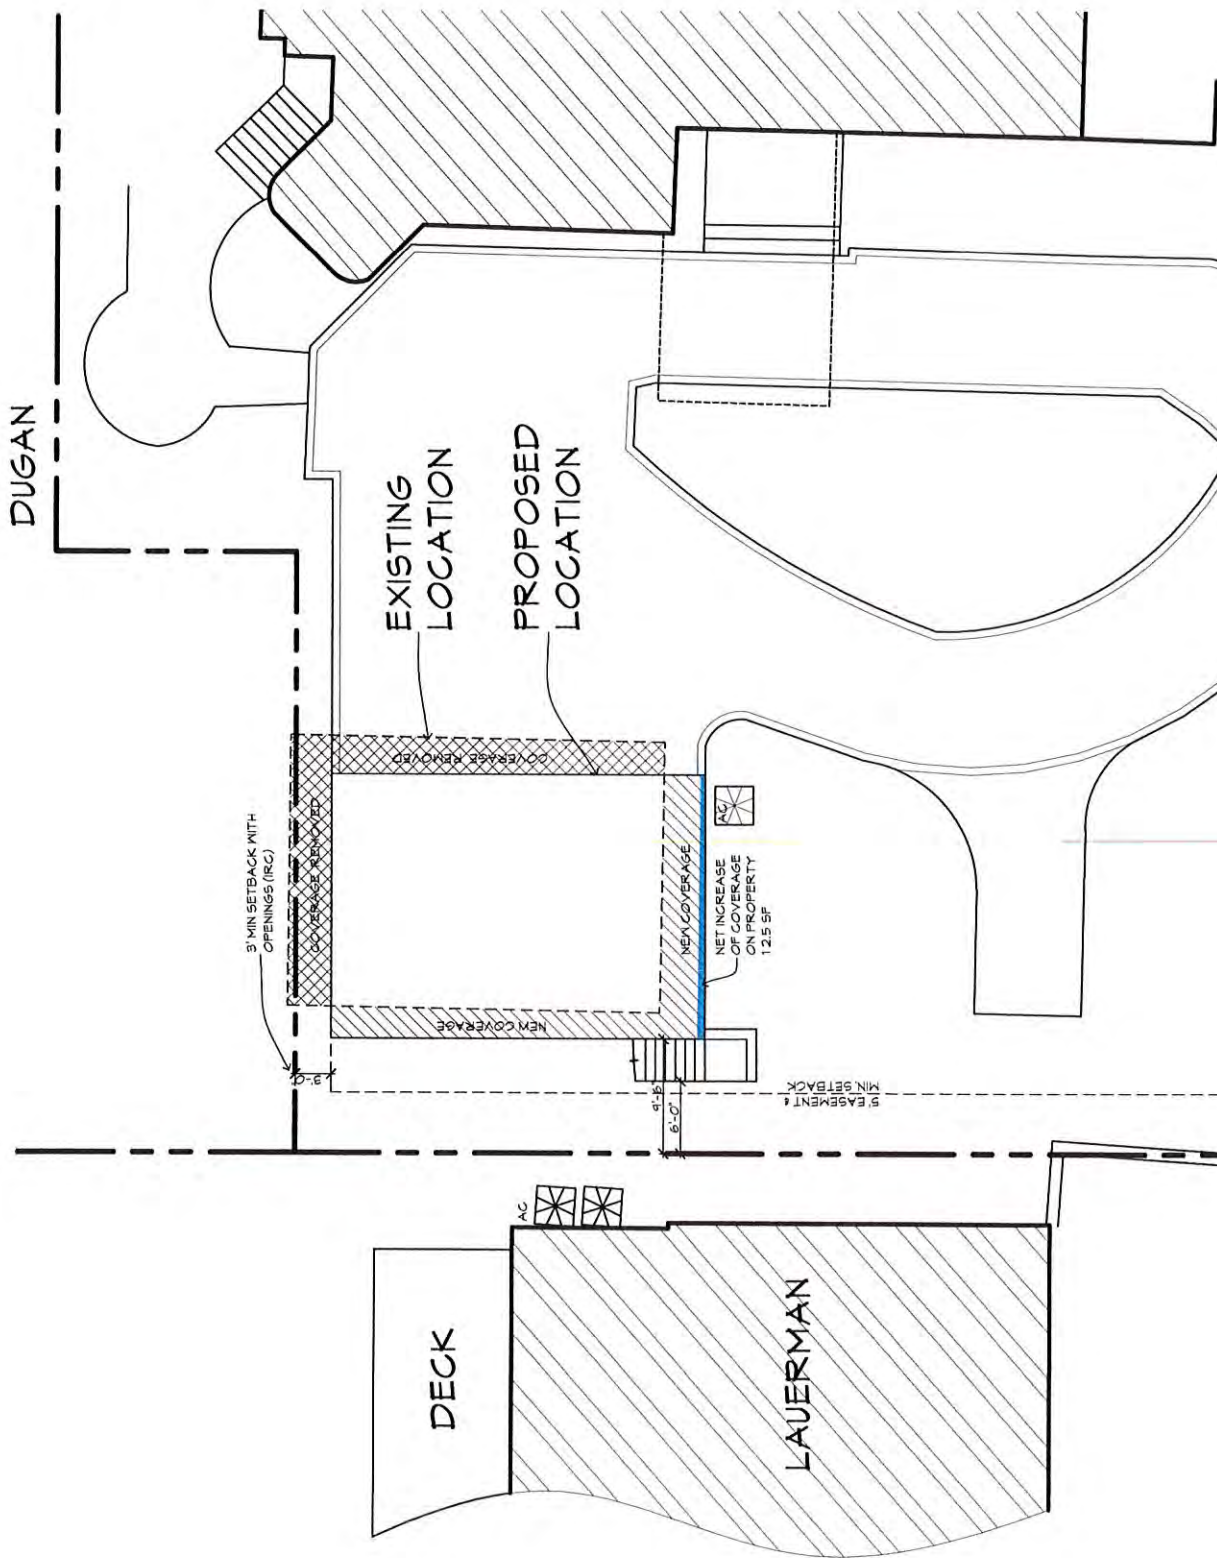 DUGAN
EXISTING
LOCATION
PROPOSED
LOCATION
3' MIN SETBACK WITH
OPENINGS (IRC)
COVERAGE REMOVED
COVERAGE REMOVED
NEW COVERAGE
NEW COVERAGE
AC
NET INCREASE
OF COVERAGE
ON PROPERTY
12.5 SF
3'-0"
6'-0"
5' EASEMENT &
MIN. SETBACK
AC
DECK
LAUERMAN